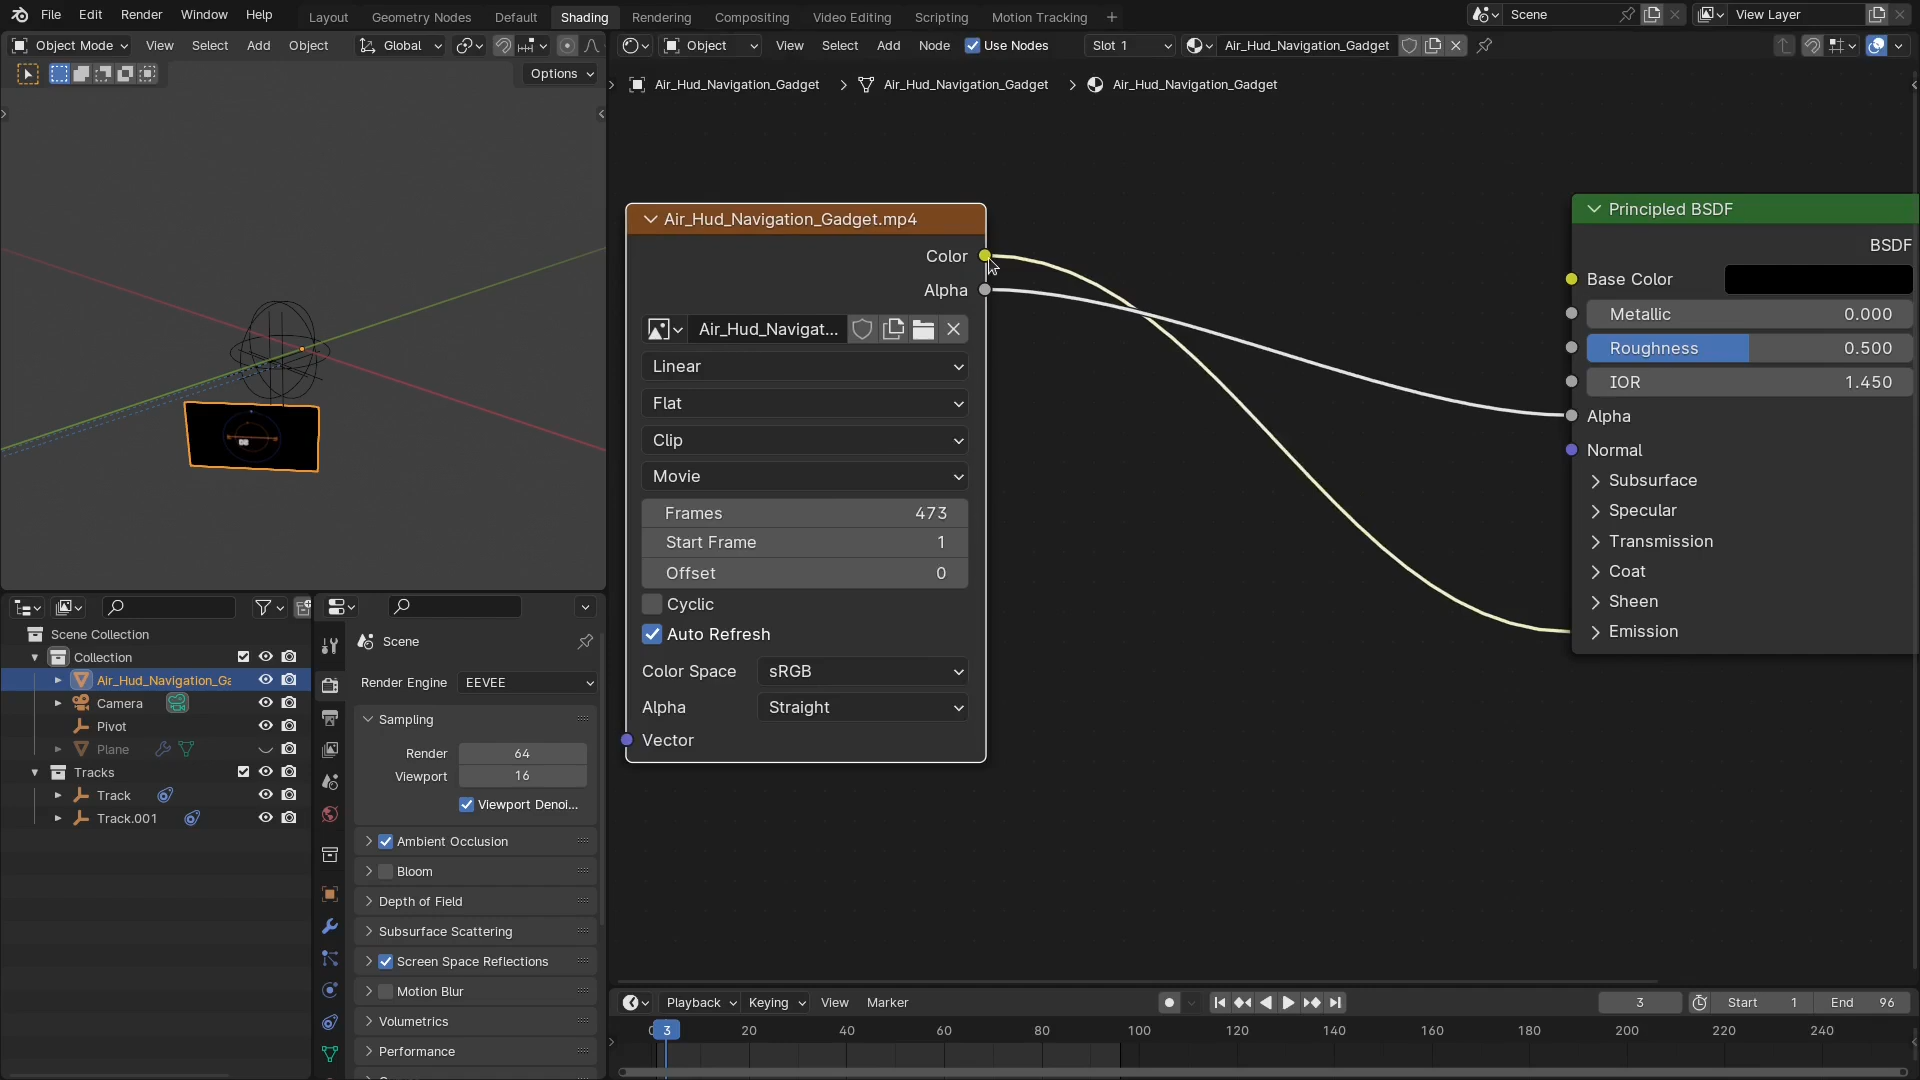 File Edit Render Window Help Layout Geometry Nodes Default Shading Rendering Compositing Video Editing Scripting Motion Tracking + Scene View Layer
Object Mode View Select Add Object Global
Options
Object View Select Add Node Use Nodes Slot 1 Air_Hud_Navigation_Gadget
Air_Hud_Navigation_Gadget > Air_Hud_Navigation_Gadget > Air_Hud_Navigation_Gadget
Air_Hud_Navigation_Gadget.mp4
Color
Alpha
Air_Hud_Navigat...
Linear
Flat
Clip
Movie
Frames 473
Start Frame 1
Offset 0
Cyclic
Auto Refresh
Color Space sRGB
Alpha Straight
Vector
Principled BSDF
BSDF
Base Color
Metallic 0.000
Roughness 0.500
IOR 1.450
Alpha
Normal
Subsurface
Specular
Transmission
Coat
Sheen
Emission
Scene Collection
Collection
Air_Hud_Navigation_Ga
Camera
Pivot
Plane
Tracks
Track
Track.001
Scene
Render Engine EEVEE
Sampling
Render 64
Viewport 16
Viewport Denoi...
Ambient Occlusion
Bloom
Depth of Field
Subsurface Scattering
Screen Space Reflections
Motion Blur
Volumetrics
Performance
Playback Keying View Marker 3 Start 1 End 96
3 20 40 60 80 100 120 140 160 180 200 220 240